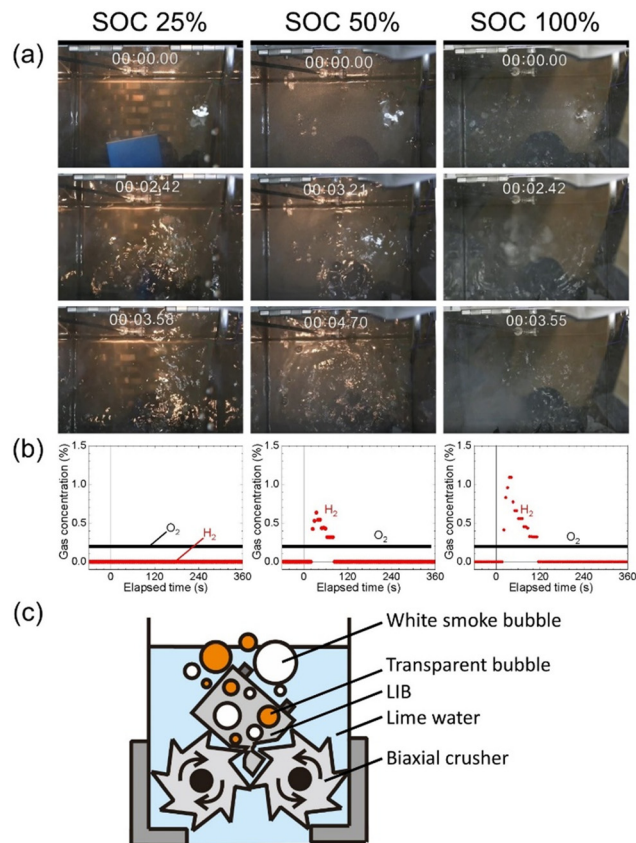 SOC 25% SOC 50% SOC 100%
(a)
00:00.00 00:00.00 00:00.00
00:02.42 00:03.21 00:02.42
00:03.58 00:04.70 00:03.55
(b)
Gas concentration (%) Gas concentration (%) Gas concentration (%)
1.5 1.5 1.5
1.0 1.0 1.0
0.5 0.5 0.5
0.0 0.0 0.0
O₂ H₂ H₂ O₂ H₂ O₂
0 120 240 360 0 120 240 360 0 120 240 360
Elapsed time (s) Elapsed time (s) Elapsed time (s)
(c)
White smoke bubble
Transparent bubble
LIB
Lime water
Biaxial crusher